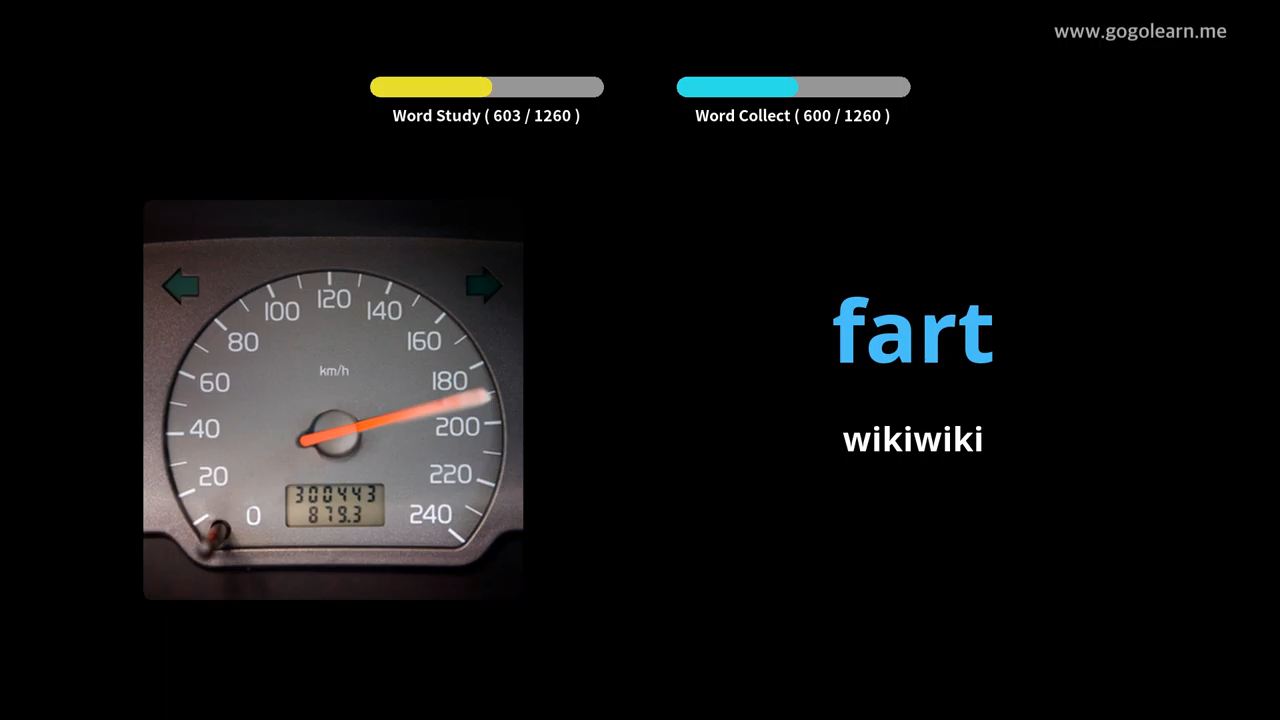 www.gogolearn.me
Word Study ( 603 / 1260 )
Word Collect ( 600 / 1260 )
120
100
140
80
160
km/h
60
180
40
200
20
220
0
240
300443
879.3
fart
wikiwiki